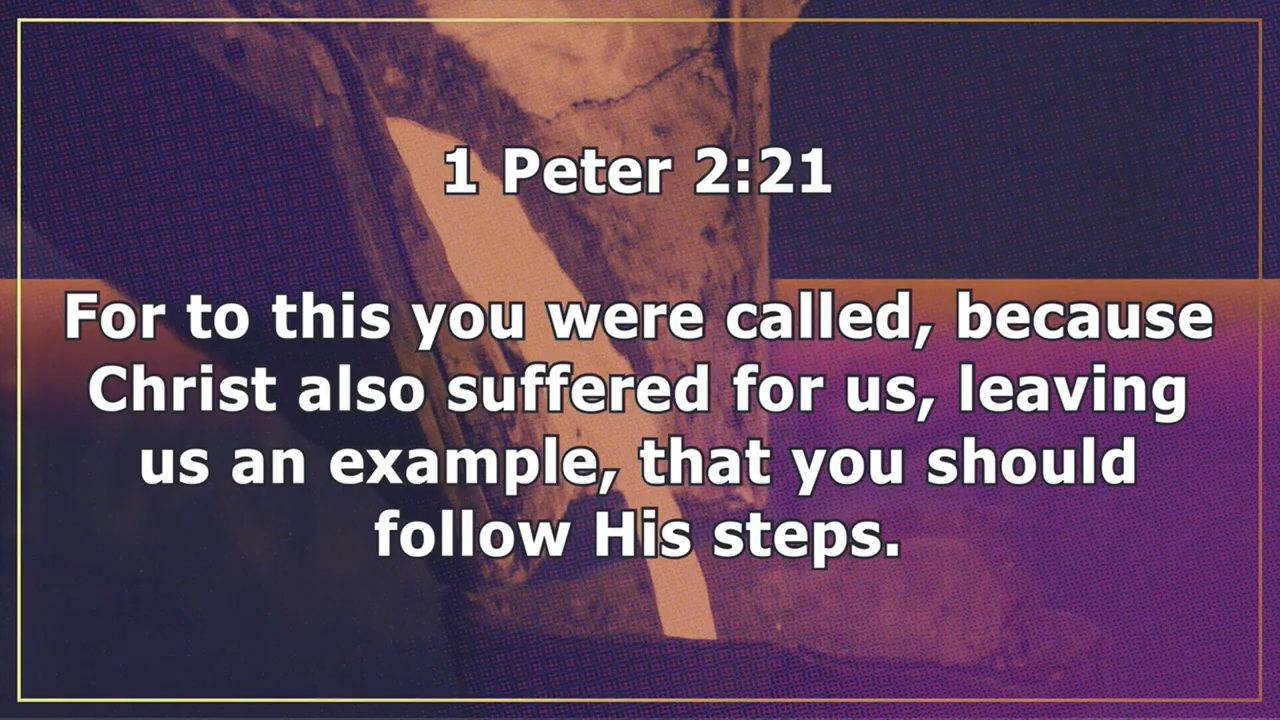 1 Peter 2:21
For to this you were called, because
Christ also suffered for us, leaving
us an example, that you should
follow His steps.